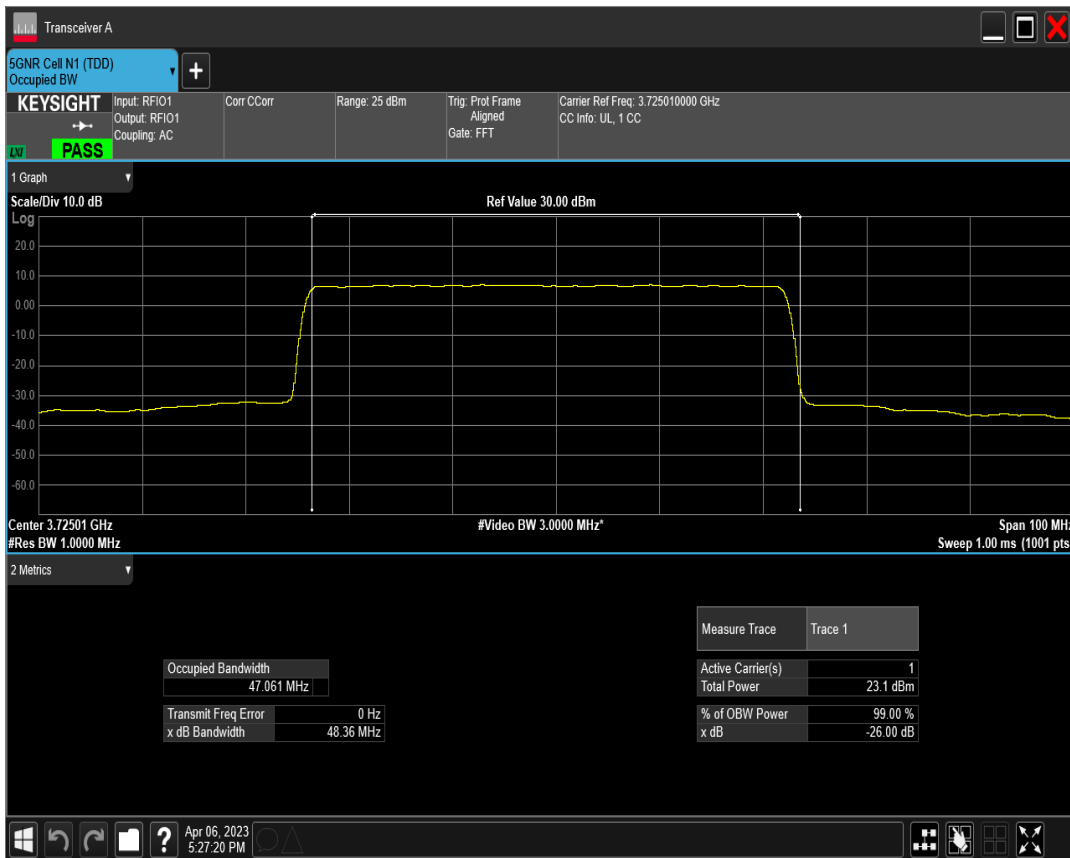 Transceiver A
5GNR Cell N1 (TDD)
Occupied BW
+
KEYSIGHT
LXI
PASS
Input: RFIO1
Output: RFIO1
Coupling: AC
Corr CCorr
Range: 25 dBm
Trig: Prot Frame
Aligned
Gate: FFT
Carrier Ref Freq: 3.725010000 GHz
CC Info: UL, 1 CC
1 Graph
Scale/Div 10.0 dB
Ref Value 30.00 dBm
Log
20.0
10.0
0.00
-10.0
-20.0
-30.0
-40.0
-50.0
-60.0
Center 3.72501 GHz
#Video BW 3.0000 MHz*
Span 100 MHz
#Res BW 1.0000 MHz
Sweep 1.00 ms (1001 pts
2 Metrics
Measure Trace Trace 1
Occupied Bandwidth
47.061 MHz
Transmit Freq Error 0 Hz
x dB Bandwidth 48.36 MHz
Active Carrier(s) 1
Total Power 23.1 dBm
% of OBW Power 99.00 %
x dB -26.00 dB
?
Apr 06, 2023
5:27:20 PM